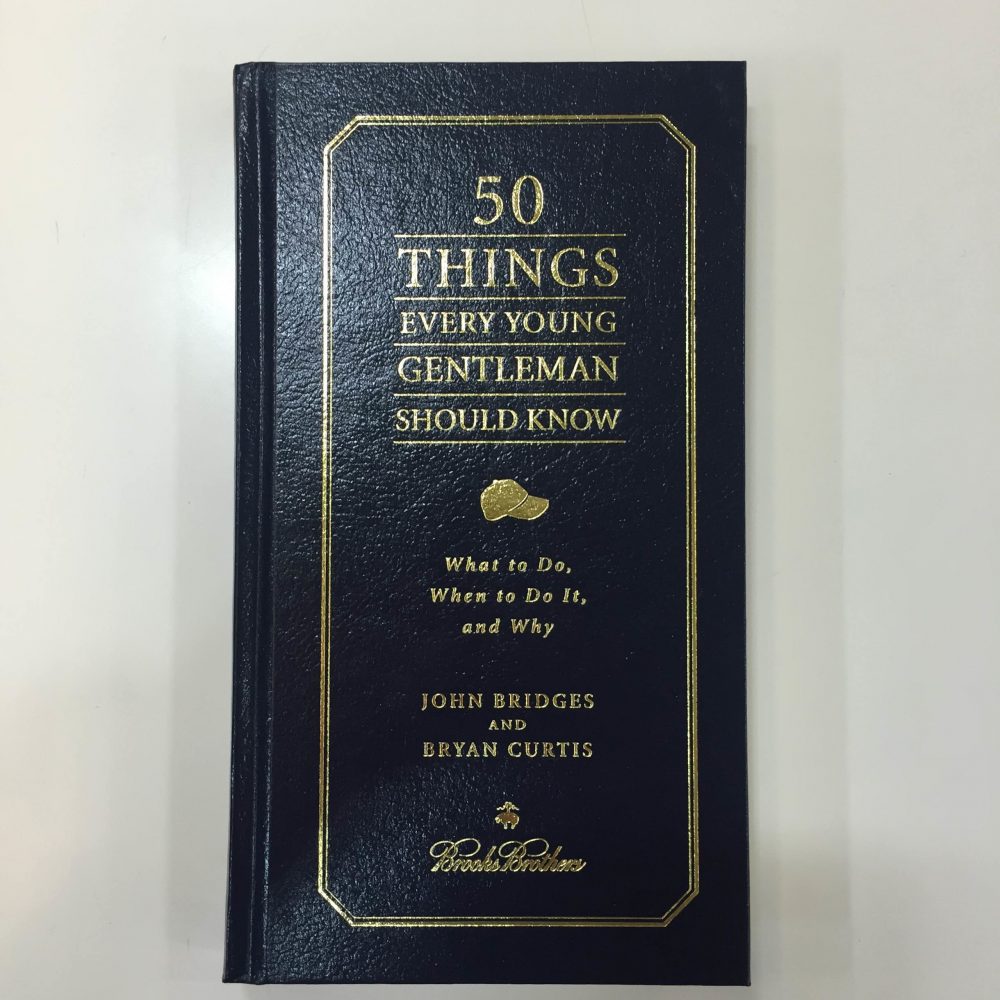 50
THINGS
EVERY YOUNG
GENTLEMAN
SHOULD KNOW
What to Do,
When to Do It,
and Why
JOHN BRIDGES
AND
BRYAN CURTIS
Brooks Brothers